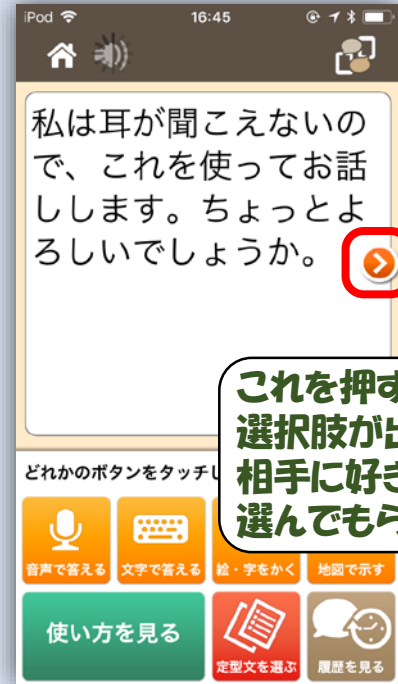 iPod 16:45
私は耳が聞こえないの
で、これを使ってお話
しします。ちょっとよ
ろしいでしょうか。
これを押す
選択肢が出
相手に好き
選んでもら
どれかのボタンをタッチし
音声で答える 文字で答える 絵・字をかく 地図で示す
使い方を見る 定型文を選ぶ 履歴を見る